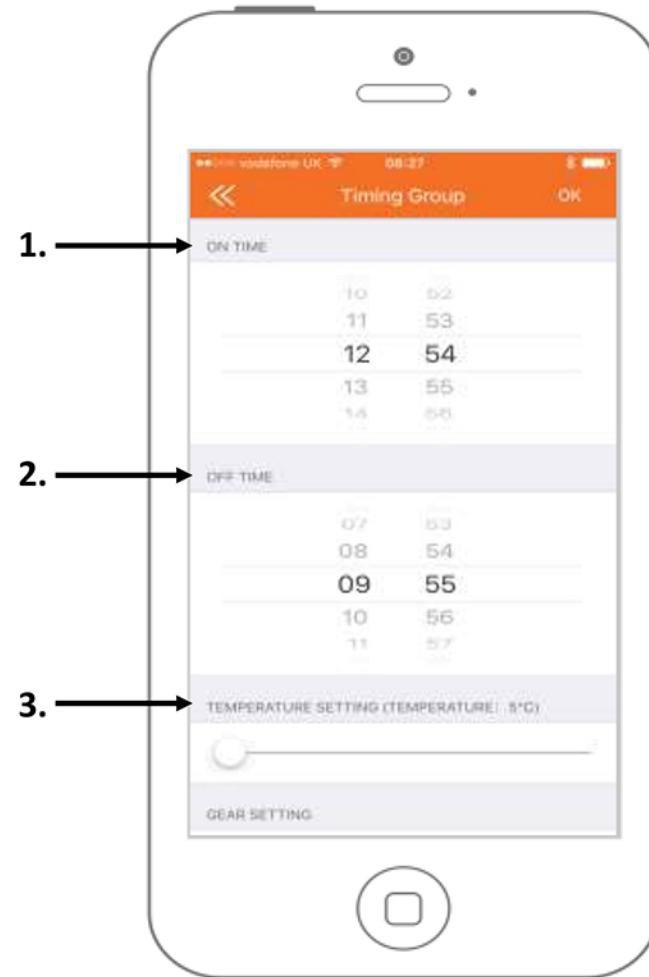 vodafone UK 08:27
Timing Group OK
1. ON TIME
10 52
11 53
12 54
13 55
14 56
2. OFF TIME
07 53
08 54
09 55
10 56
11 57
3. TEMPERATURE SETTING (TEMPERATURE: 5°C)
GEAR SETTING